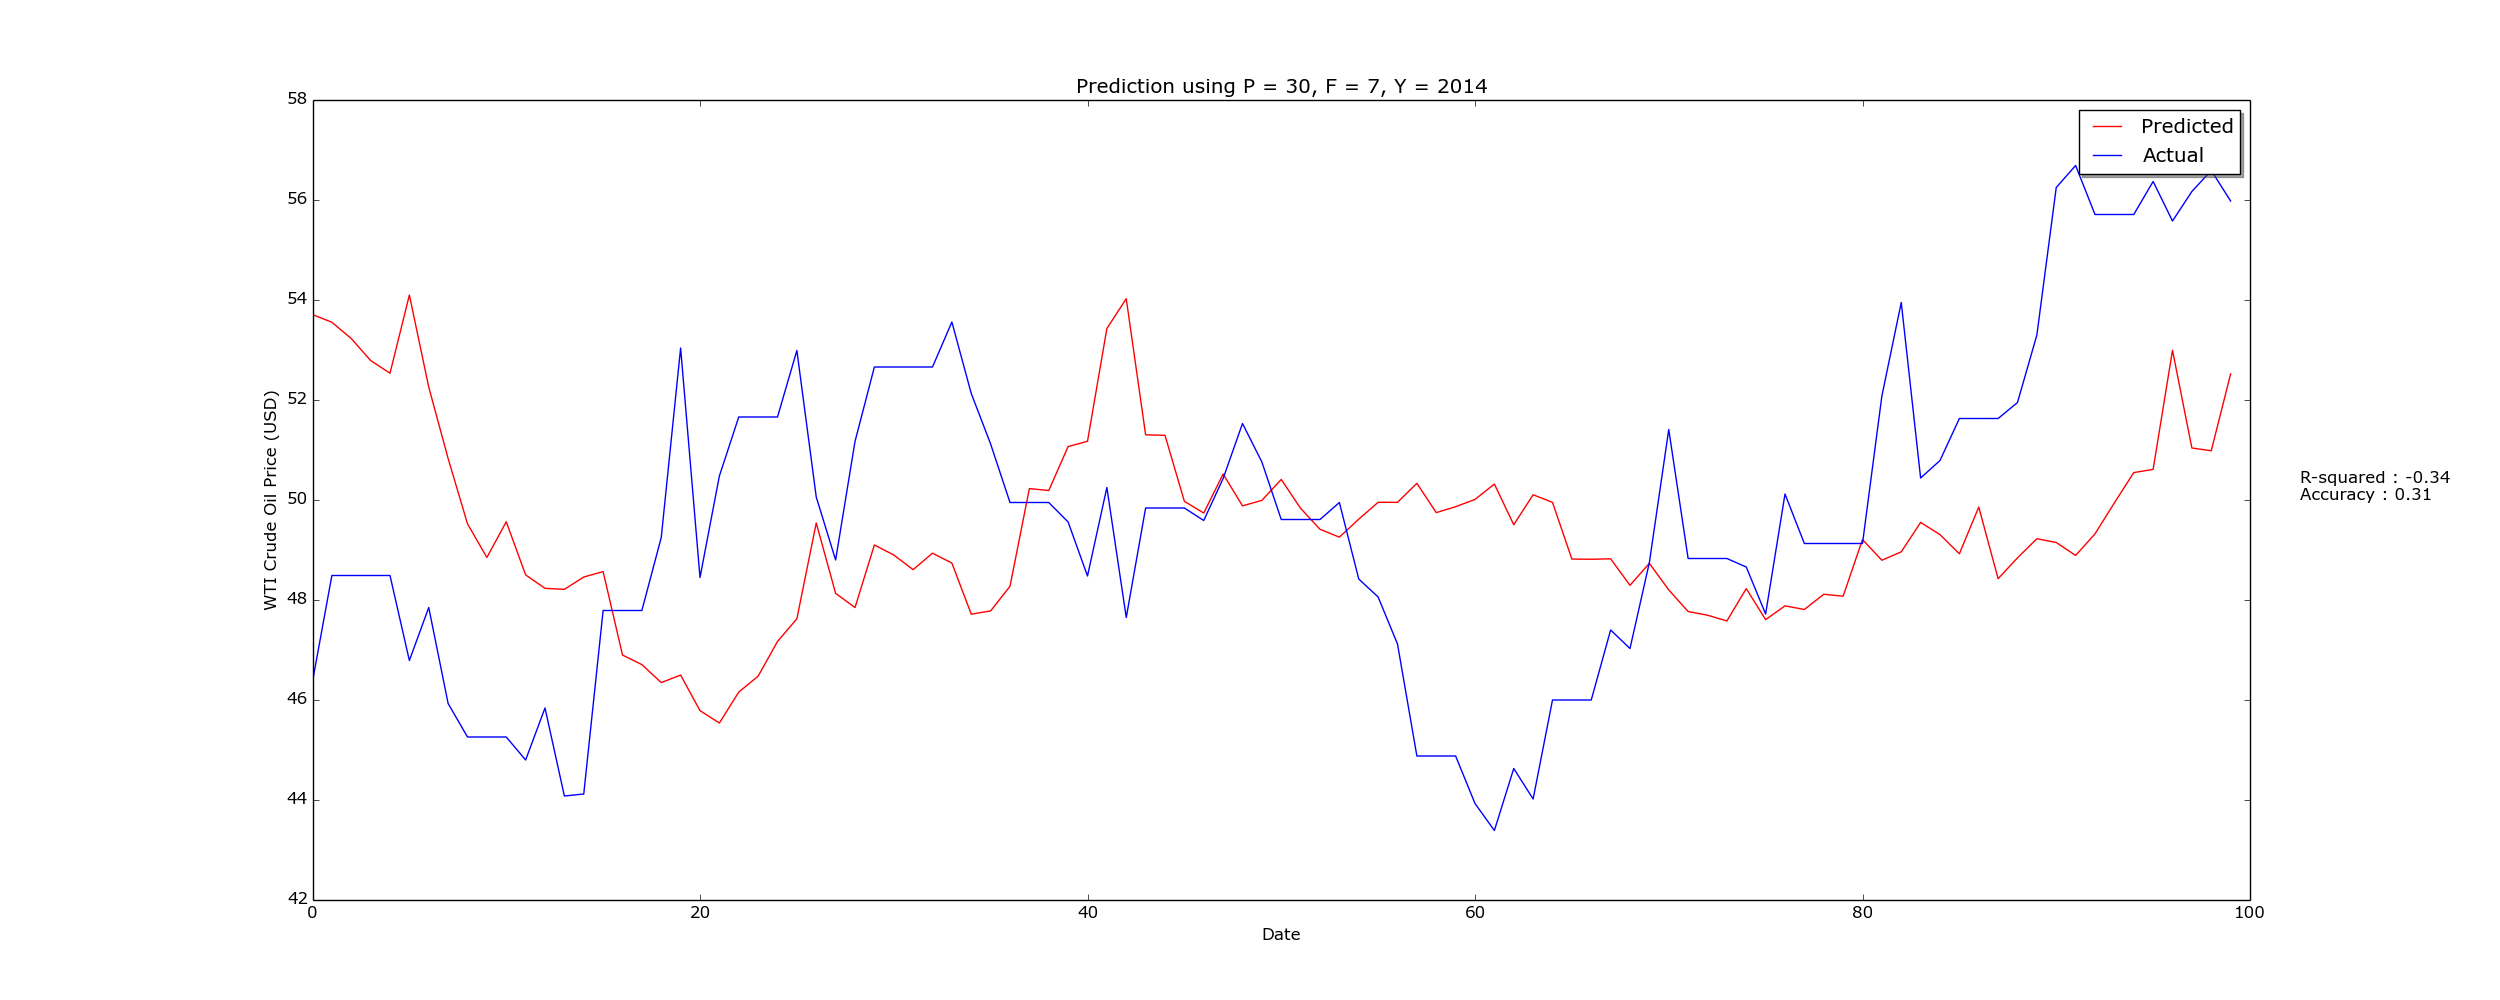 Prediction using P = 30, F = 7, Y = 2014
58
56
54
52
50
48
46
44
42
WTI Crude Oil Price (USD)
Predicted
Actual
R-squared : -0.34
Accuracy : 0.31
0 20 40 60 80 100
Date